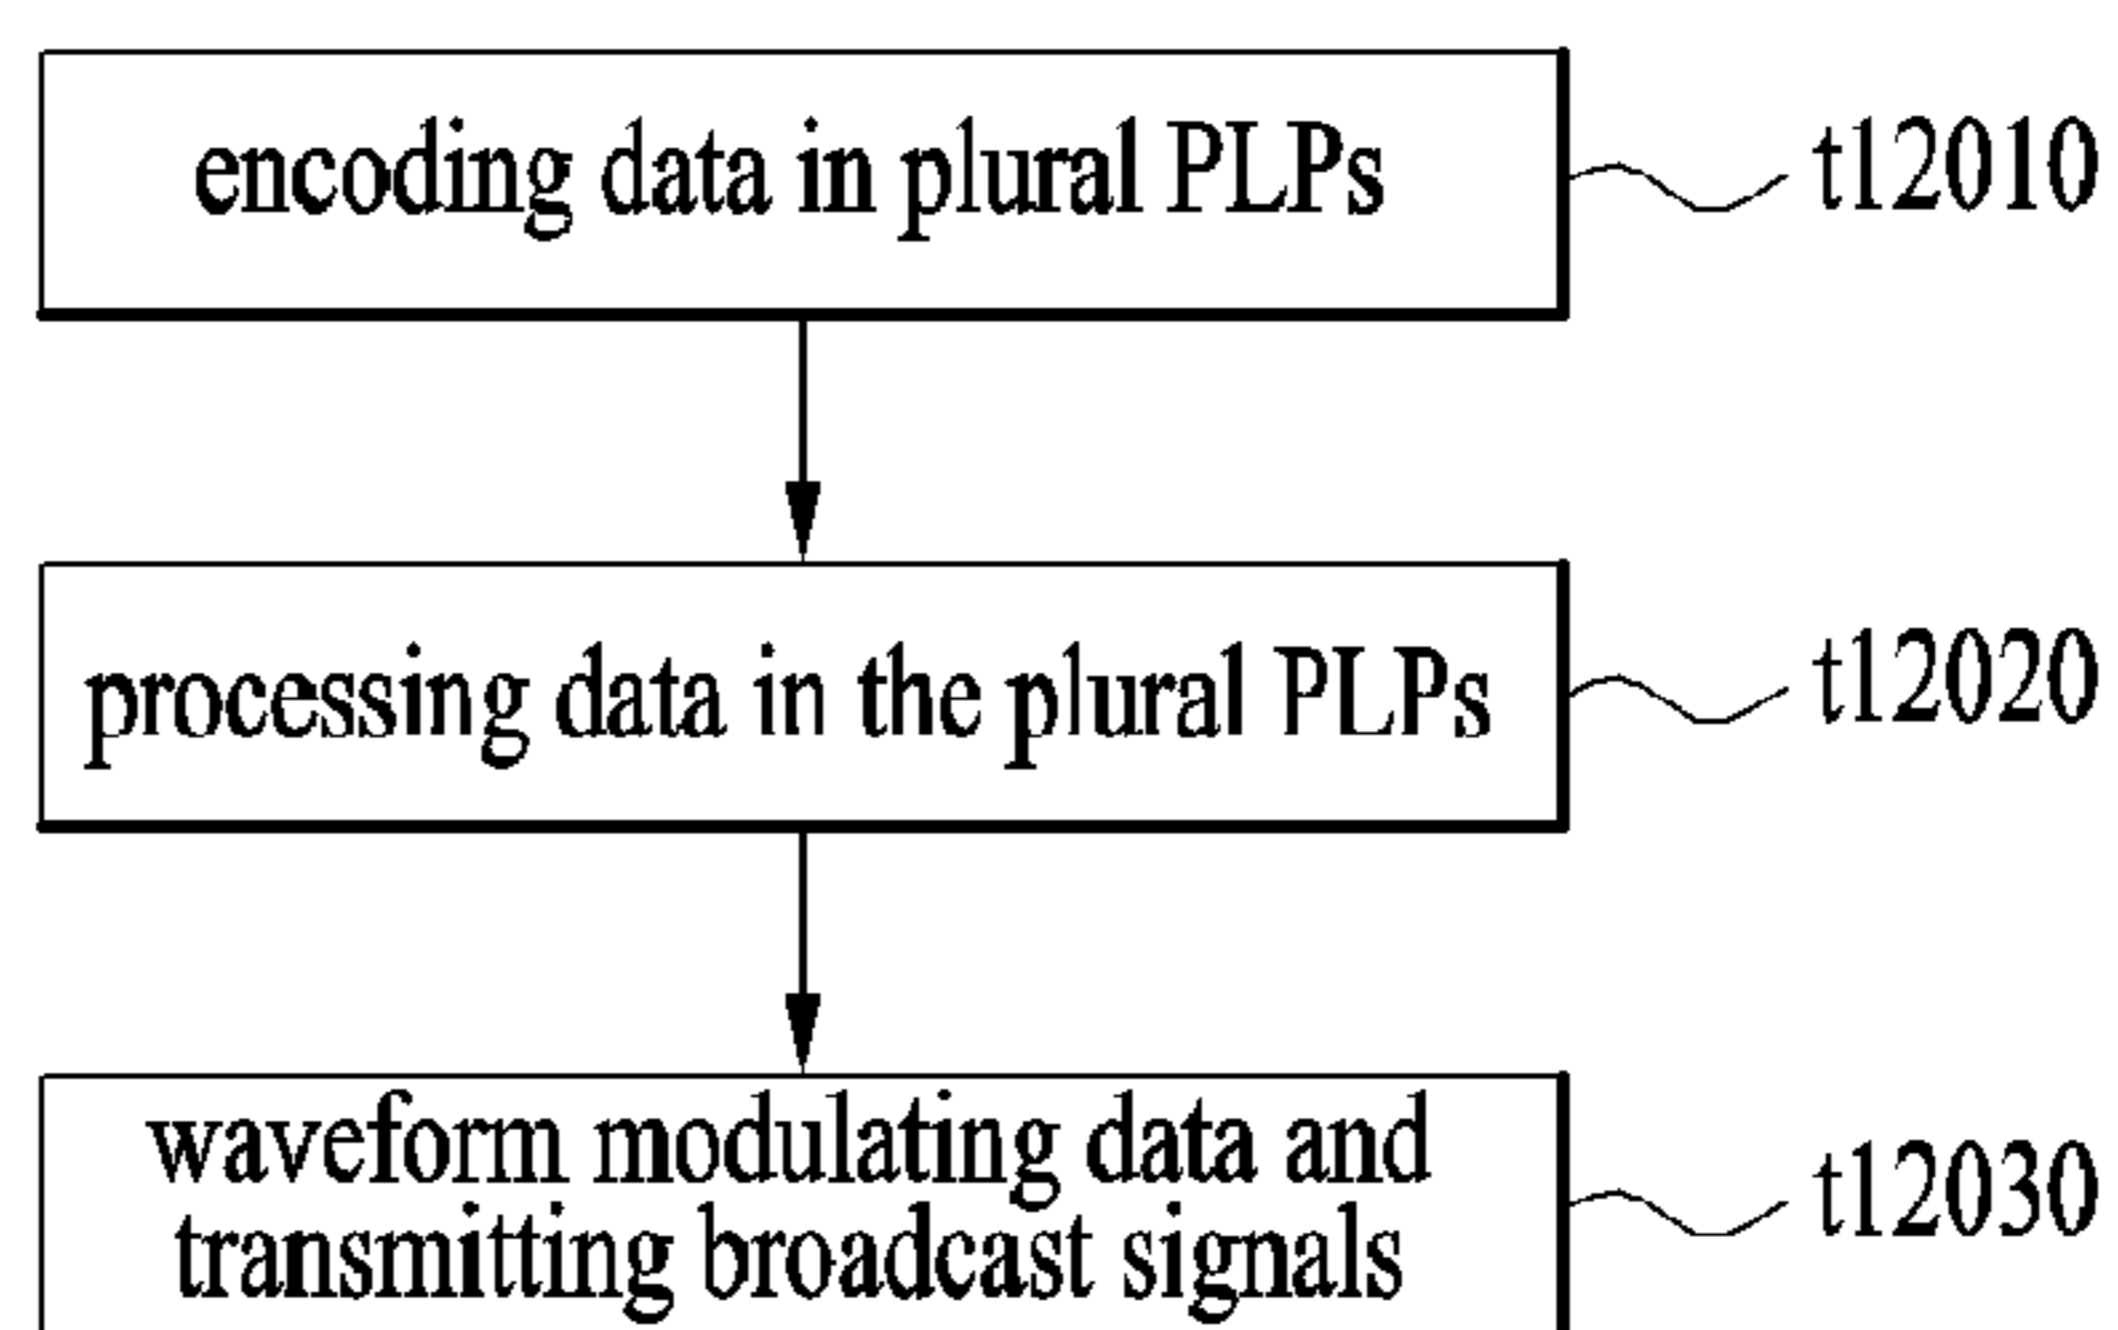 encoding data in plural PLPs
t12010
processing data in the plural PLPs
t12020
waveform modulating data and
transmitting broadcast signals
t12030